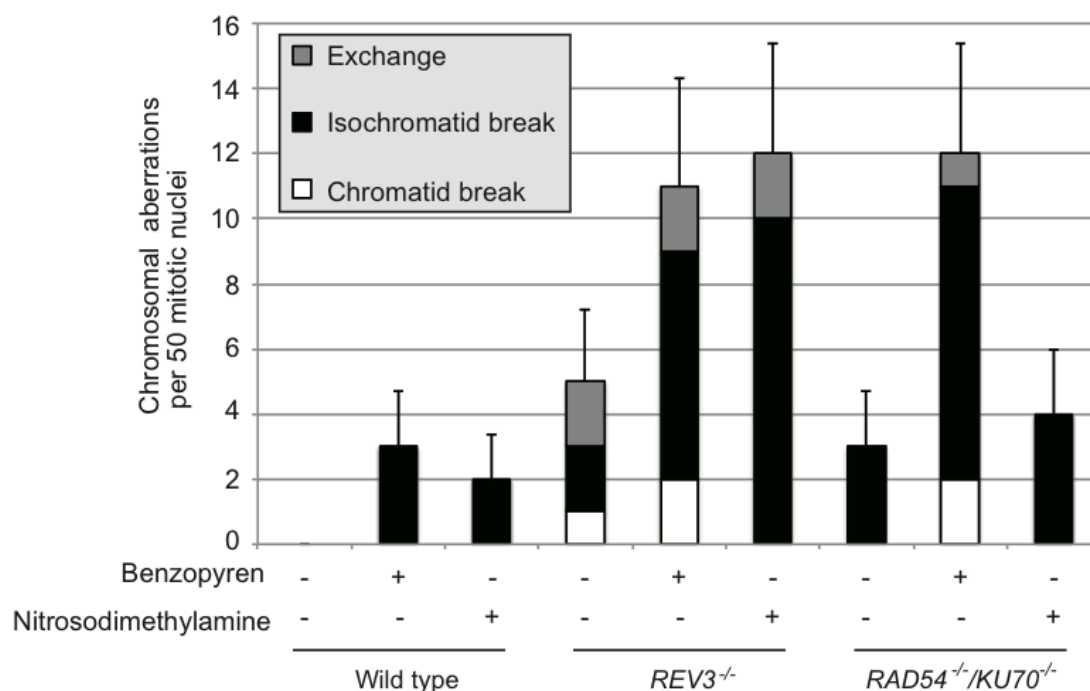 16
14
12
10
8
6
4
2
0
Chromosomal aberrations
per 50 mitotic nuclei
Exchange
Isochromatid break
Chromatid break
Benzopyren - + - - + - - + -
Nitrosodimethylamine - - + - - + - - +
Wild type REV3-/- RAD54-/-/KU70-/-